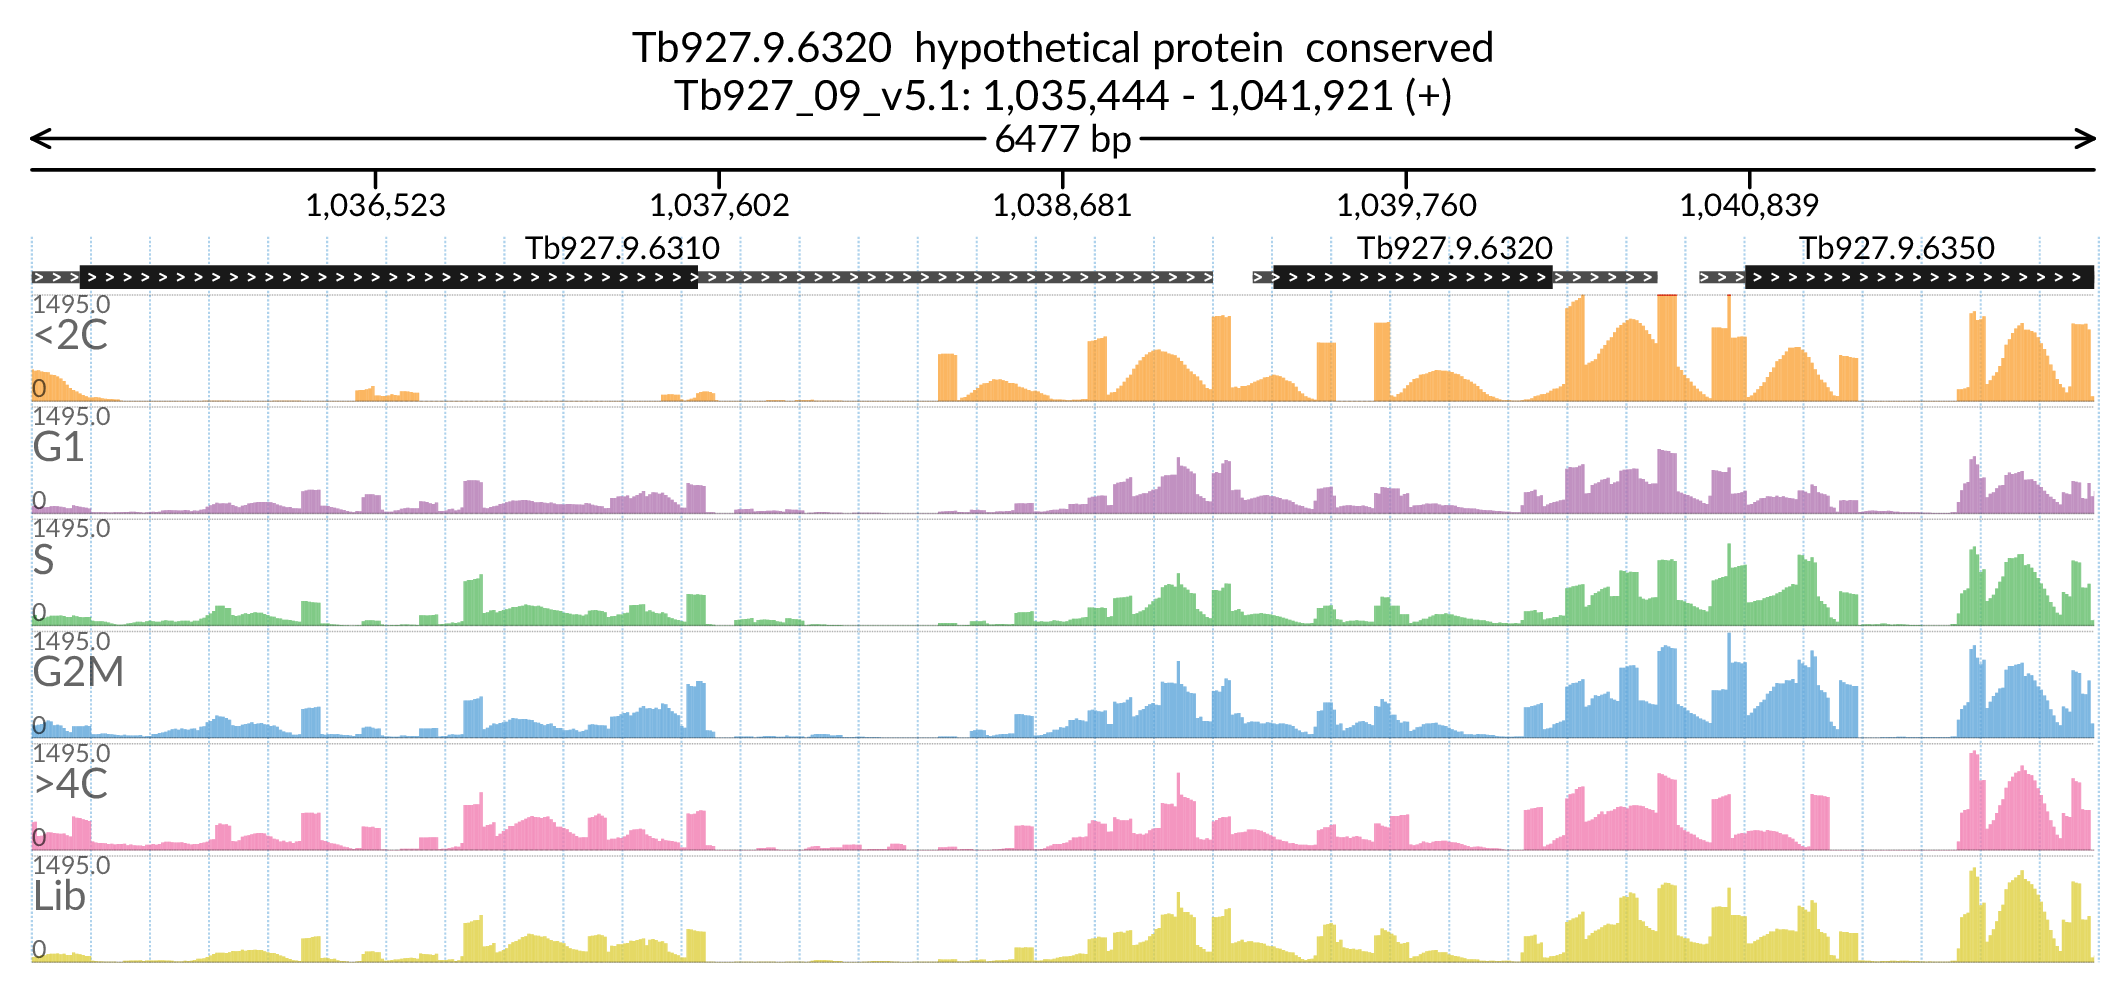 Tb927.9.6320  hypothetical protein  conserved
Tb927_09_v5.1: 1,035,444 - 1,041,921 (+)
6477 bp
1,036,523 1,037,602 1,038,681 1,039,760 1,040,839
Tb927.9.6310 Tb927.9.6320 Tb927.9.6350
1495.0
<2C
0
1495.0
G1
0
1495.0
S
0
1495.0
G2M
0
1495.0
>4C
0
1495.0
Lib
0